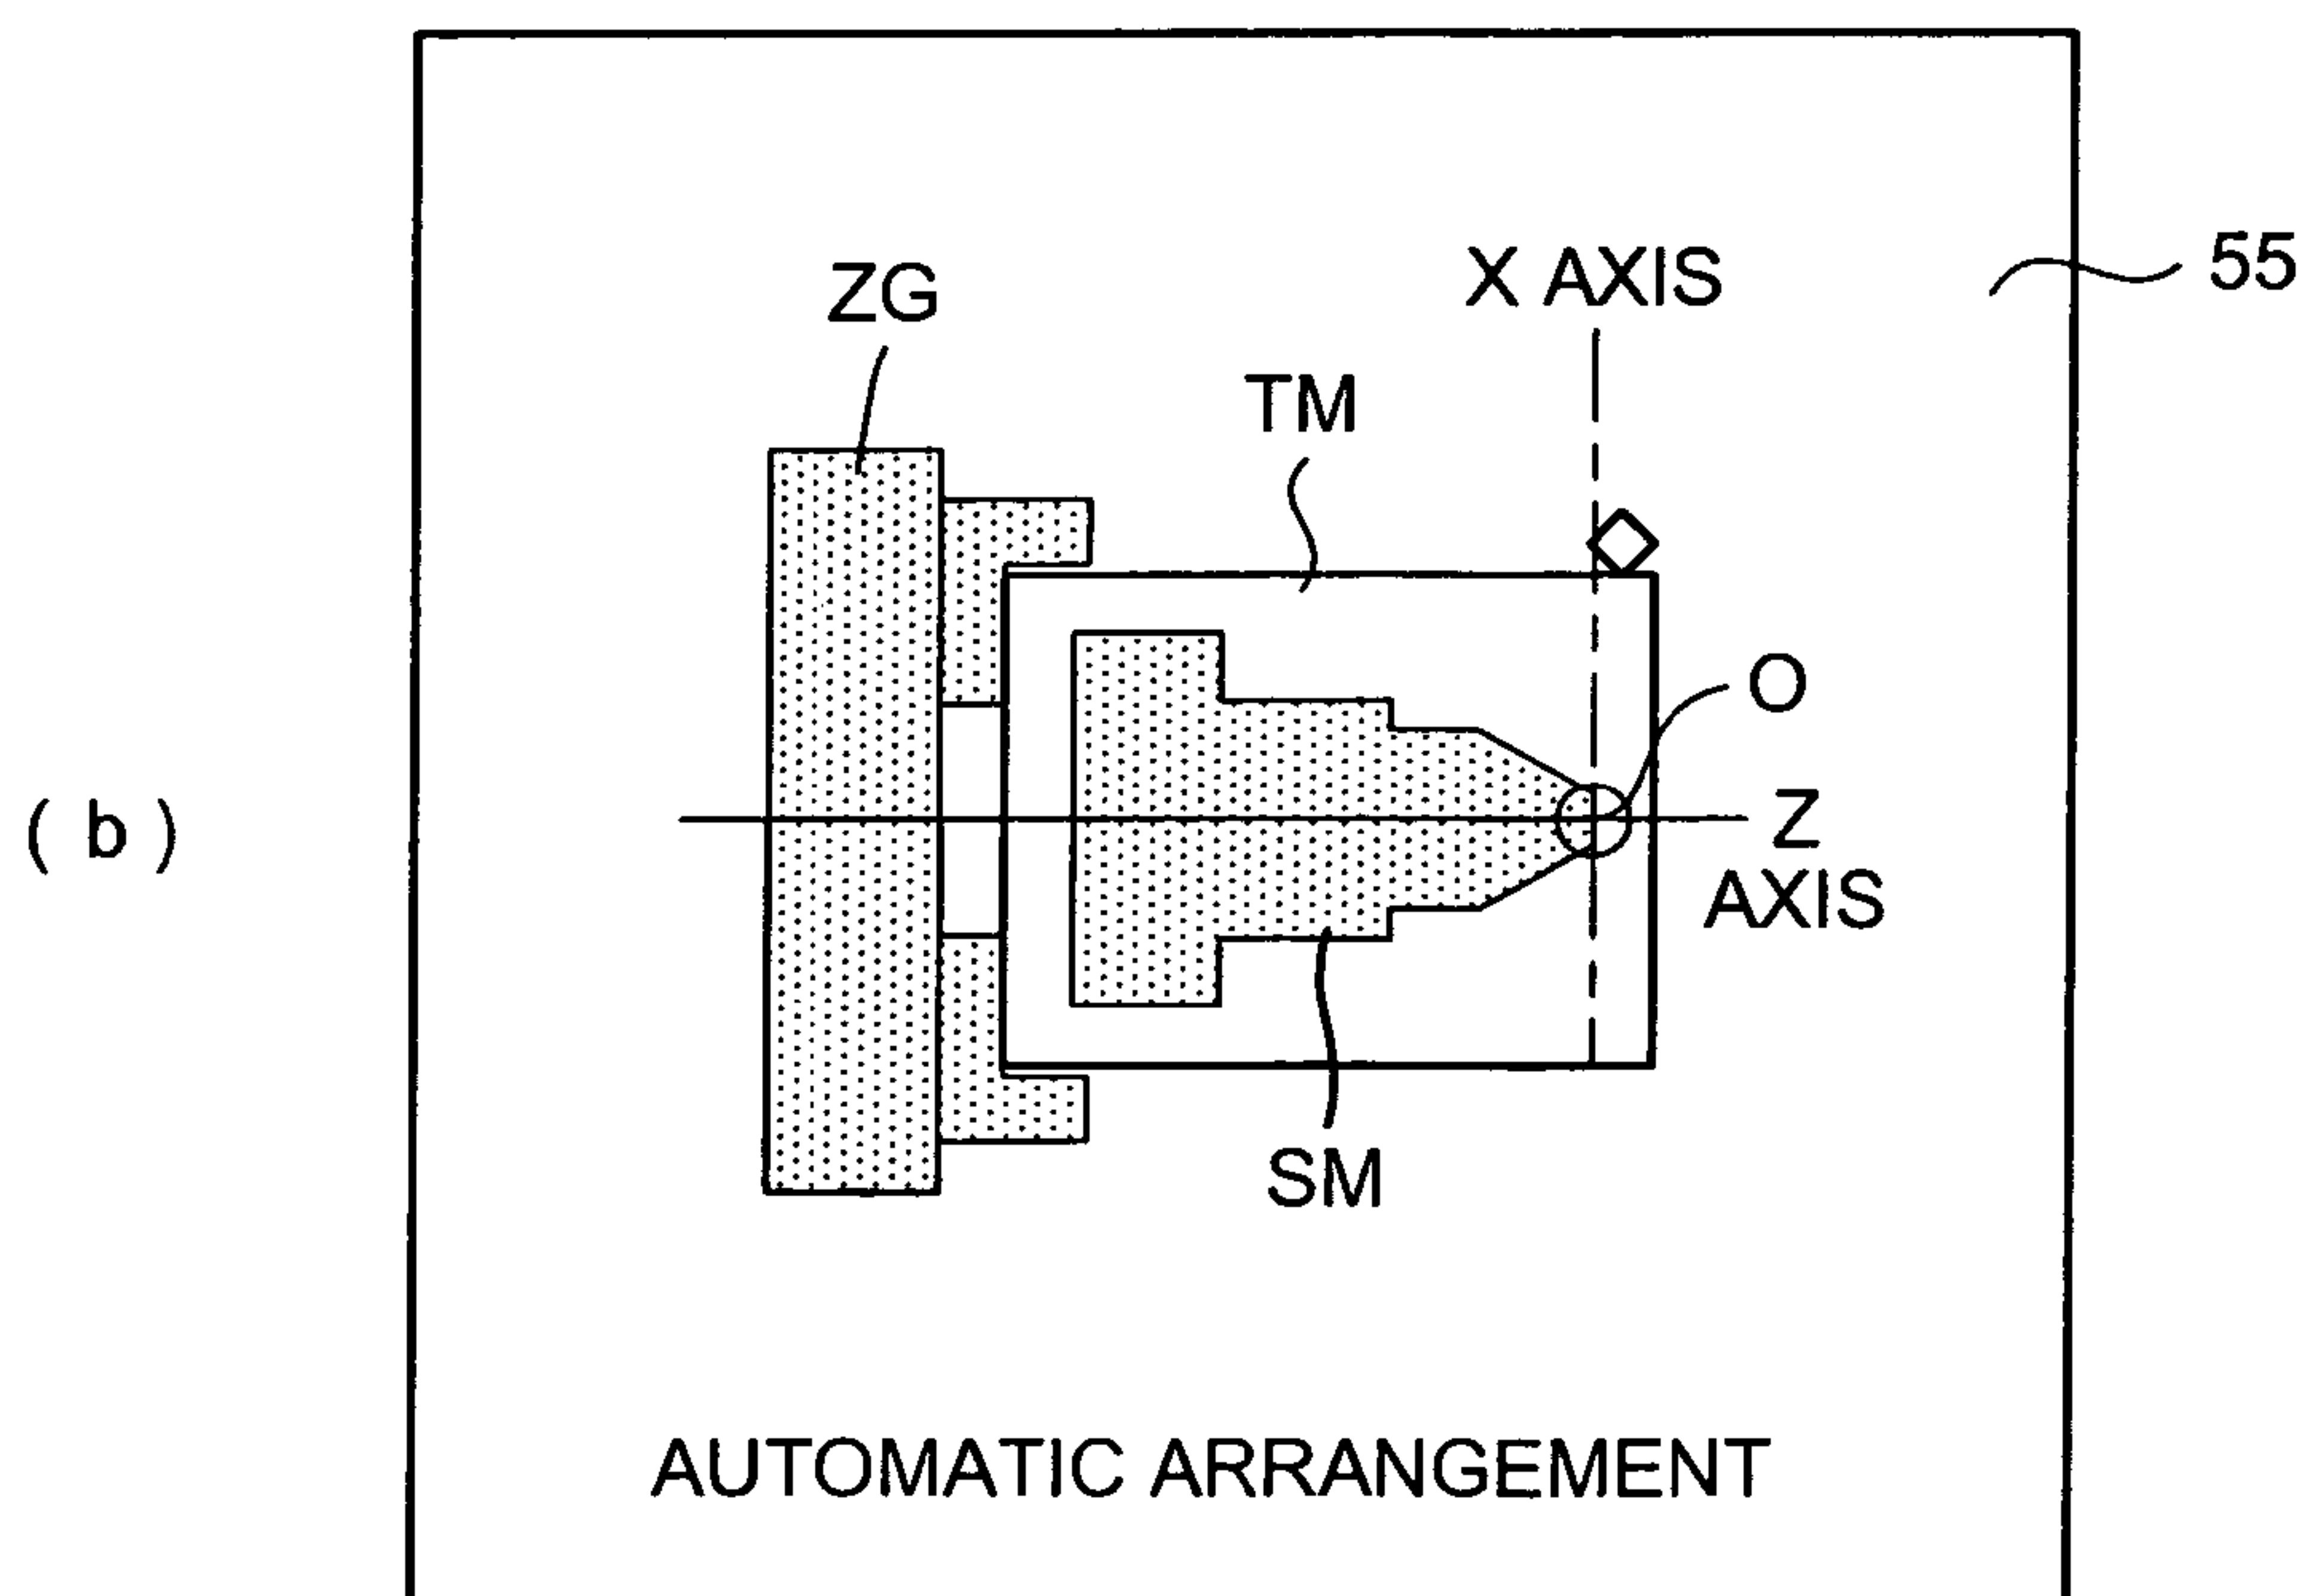 55
X AXIS
ZG
TM
O
Z
AXIS
( b )
SM
AUTOMATIC ARRANGEMENT